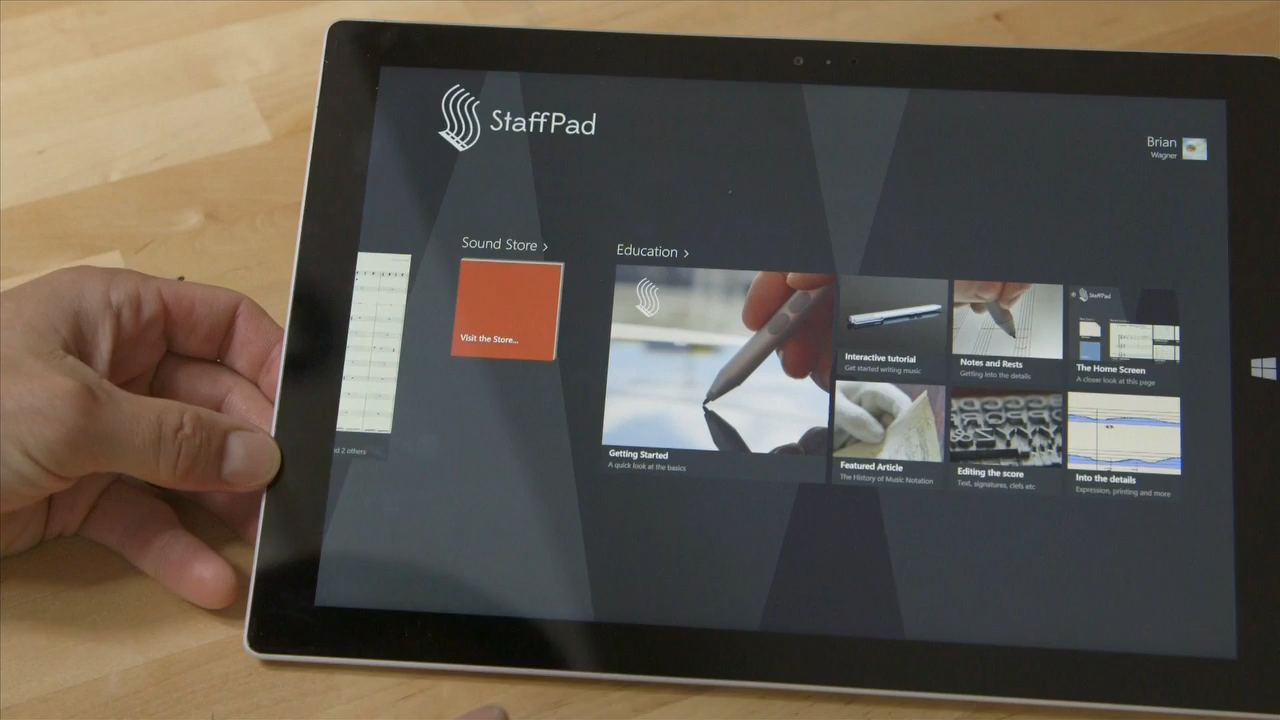 StaffPad
Brian
Wagner
Sound Store >
Education >
Visit the Store...
d 2 others
Getting Started
A quick look at the basics
Interactive tutorial
Get started writing music
Notes and Rests
Getting into the details
StaffPad
The Home Screen
A closer look at this page
Featured Article
The History of Music Notation
Editing the score
Text, signatures, clefs etc
Into the details
Expression, printing and more